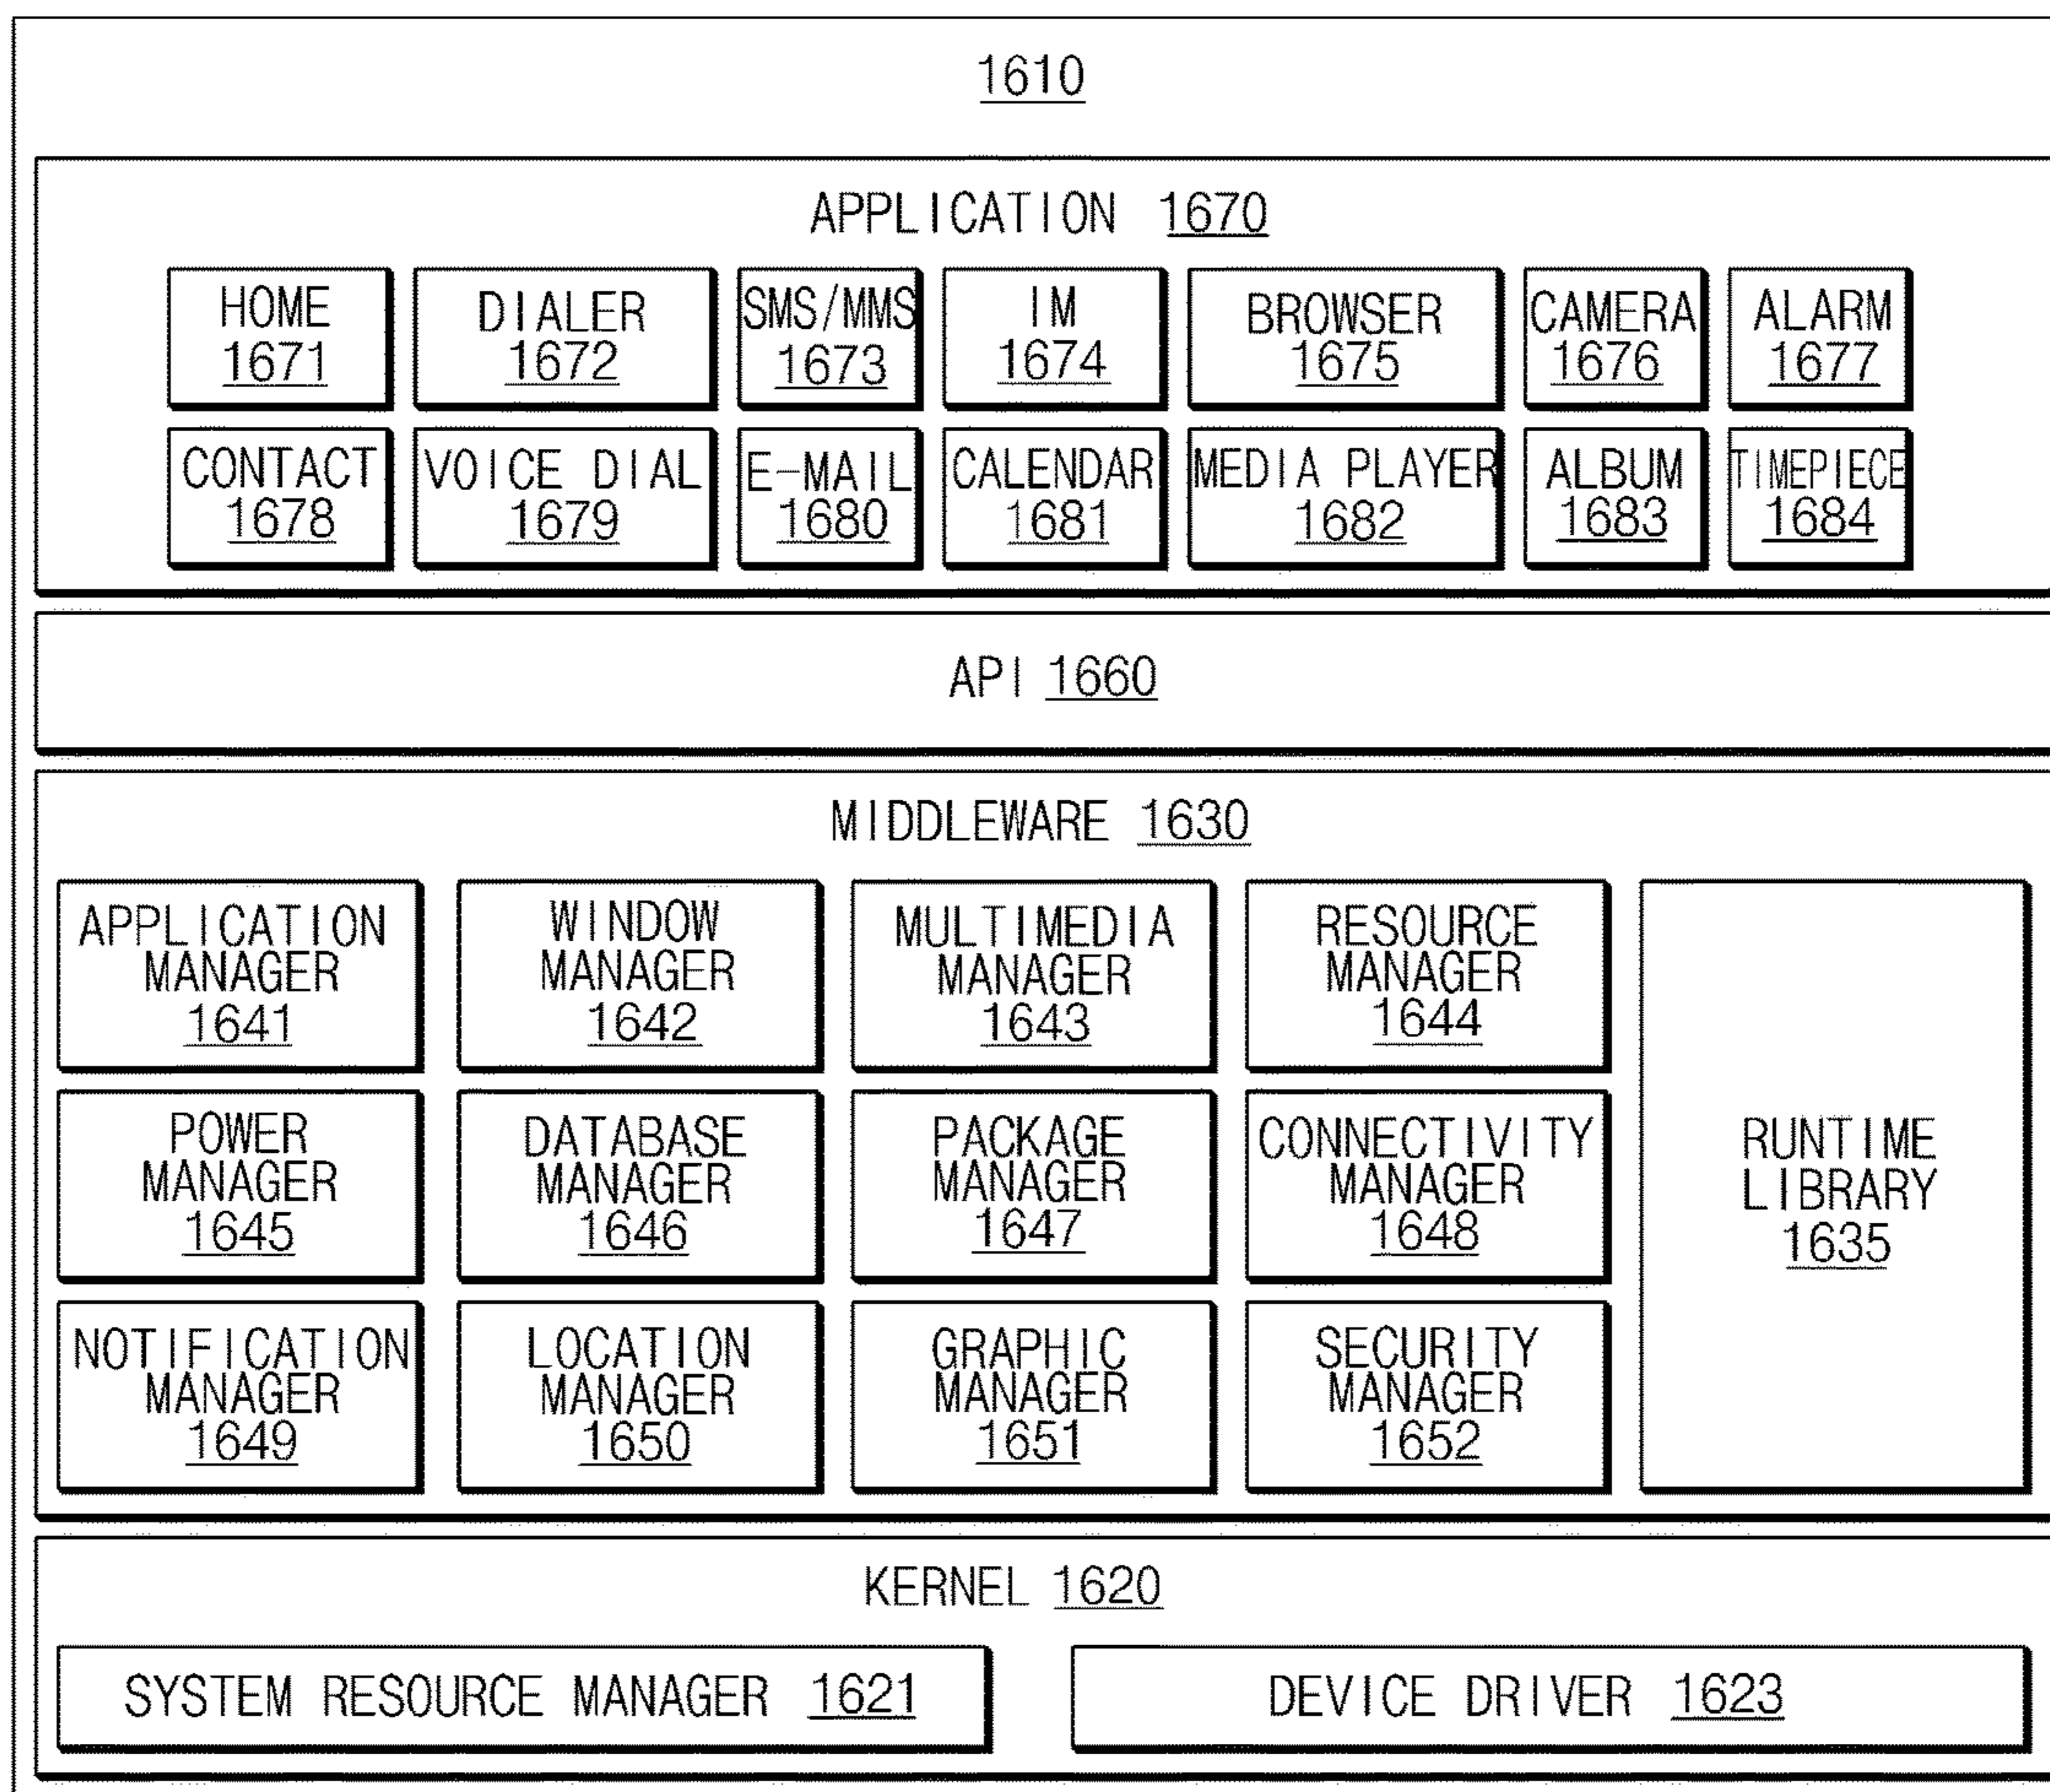 1610
APPLICATION 1670
HOME
1671
DIALER
1672
SMS/MMS
1673
IM
1674
BROWSER
1675
CAMERA
1676
ALARM
1677
CONTACT
1678
VOICE DIAL
1679
E-MAIL
1680
CALENDAR
1681
MEDIA PLAYER
1682
ALBUM
1683
TIMEPIECE
1684
API 1660
MIDDLEWARE 1630
APPLICATION
MANAGER
1641
WINDOW
MANAGER
1642
MULTIMEDIA
MANAGER
1643
RESOURCE
MANAGER
1644
POWER
MANAGER
1645
DATABASE
MANAGER
1646
PACKAGE
MANAGER
1647
CONNECTIVITY
MANAGER
1648
NOTIFICATION
MANAGER
1649
LOCATION
MANAGER
1650
GRAPHIC
MANAGER
1651
SECURITY
MANAGER
1652
RUNTIME
LIBRARY
1635
KERNEL 1620
SYSTEM RESOURCE MANAGER 1621
DEVICE DRIVER 1623